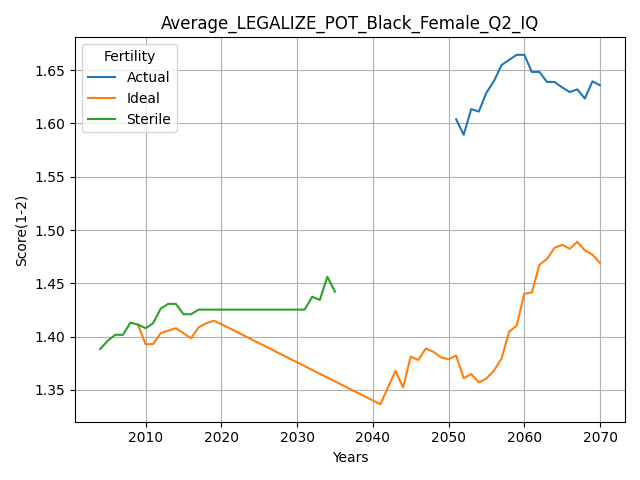 Average_LEGALIZE_POT_Black_Female_Q2_IQ
Fertility
Actual
Ideal
Sterile
Score(1-2)
1.65
1.60
1.55
1.50
1.45
1.40
1.35
2010 2020 2030 2040 2050 2060 2070
Years